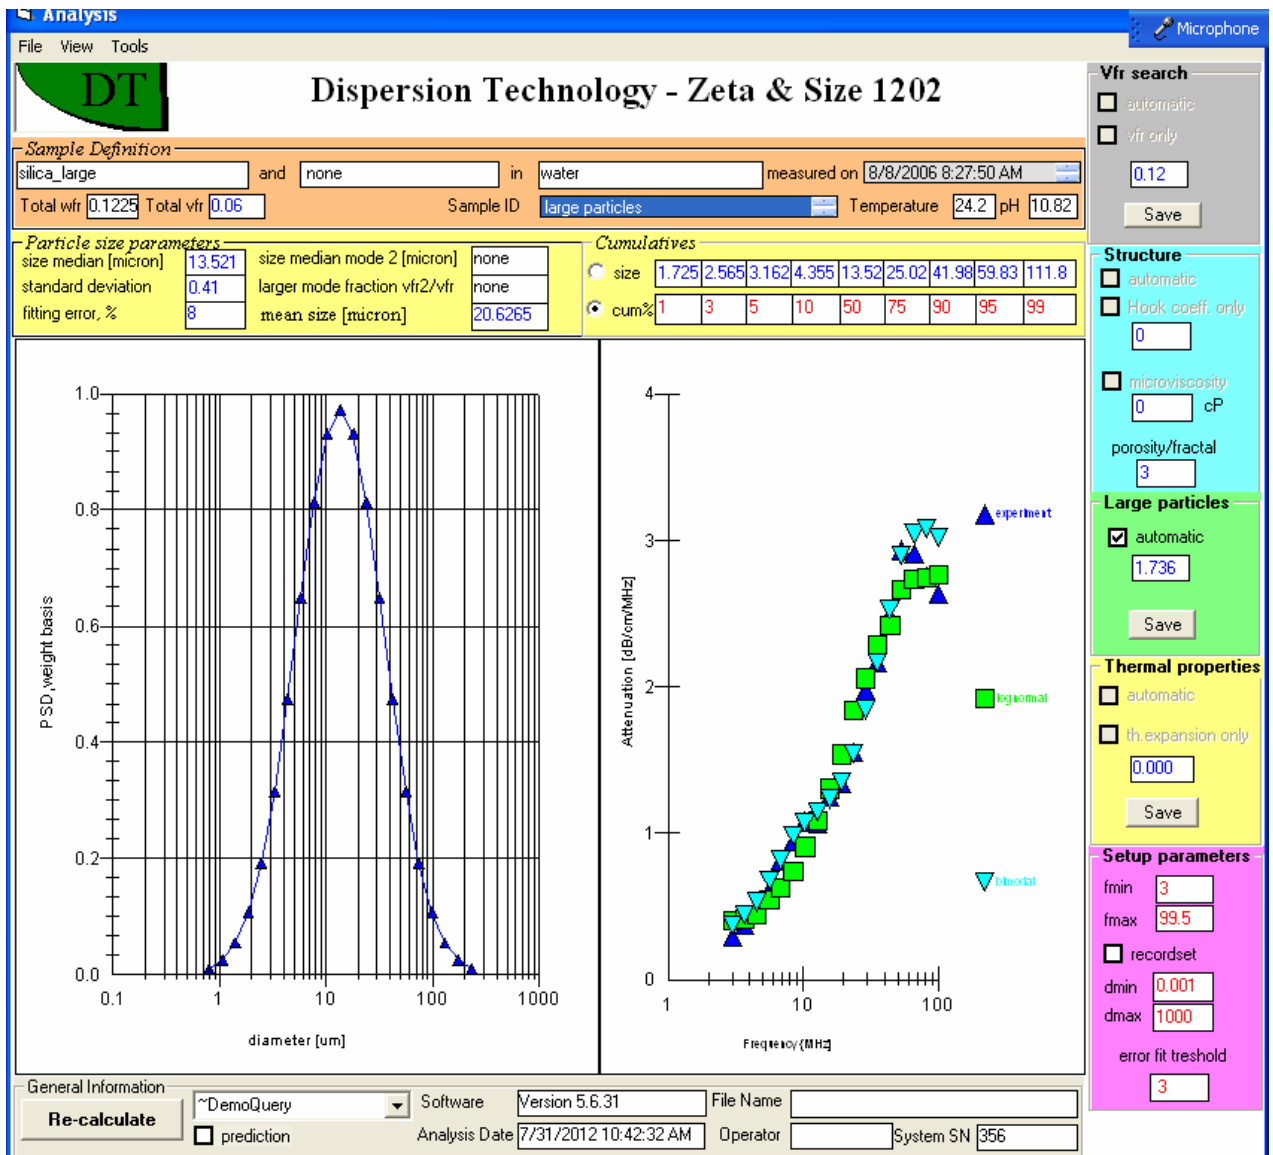 Analysis
Microphone
File View Tools
DT
Dispersion Technology - Zeta & Size 1202
Sample Definition
silica_large and none in water measured on 8/8/2006 8:27:50 AM
Total wfr 0.1225 Total vfr 0.06 Sample ID large particles Temperature 24.2 pH 10.82
Particle size parameters
size median [micron] 13.521 size median mode 2 [micron] none
standard deviation 0.41 larger mode fraction vfr2/vfr none
fitting error, % 8 mean size [micron] 20.6265
Cumulatives
size 1.725 2.565 3.162 4.355 13.52 25.02 41.98 59.83 111.8
cum% 1 3 5 10 50 75 90 95 99
1.0
0.8
0.6
0.4
0.2
0.0
PSD,weight basis
0.1 1 10 100 1000
diameter [um]
4
3
2
1
0
Attenuation [dB/cm/MHz]
1 10 100
Frequency[MHz]
experiment
lognormal
bimodal
Vfr search
automatic
vfr only
0.12
Save
Structure
automatic
Hook coeff. only
0
microviscosity
0 cP
porosity/fractal
3
Large particles
automatic
1.736
Save
Thermal properties
automatic
th.expansion only
0.000
Save
Setup parameters
fmin 3
fmax 99.5
recordset
dmin 0.001
dmax 1000
error fit treshold
3
General Information
Re-calculate
~DemoQuery
prediction
Software Version 5.6.31 File Name
Analysis Date 7/31/2012 10:42:32 AM Operator System SN 356